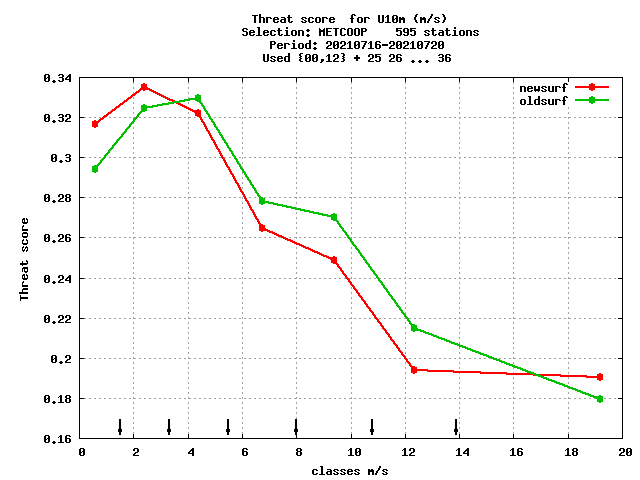 Threat score  for U10m (m/s)
Selection: METCOOP    595 stations
Period: 20210716-20210720
Used {00,12} + 25 26 ... 36
newsurf
oldsurf
0.34
0.32
0.3
0.28
0.26
0.24
0.22
0.2
0.18
0.16
Threat score
0 2 4 6 8 10 12 14 16 18 20
classes m/s